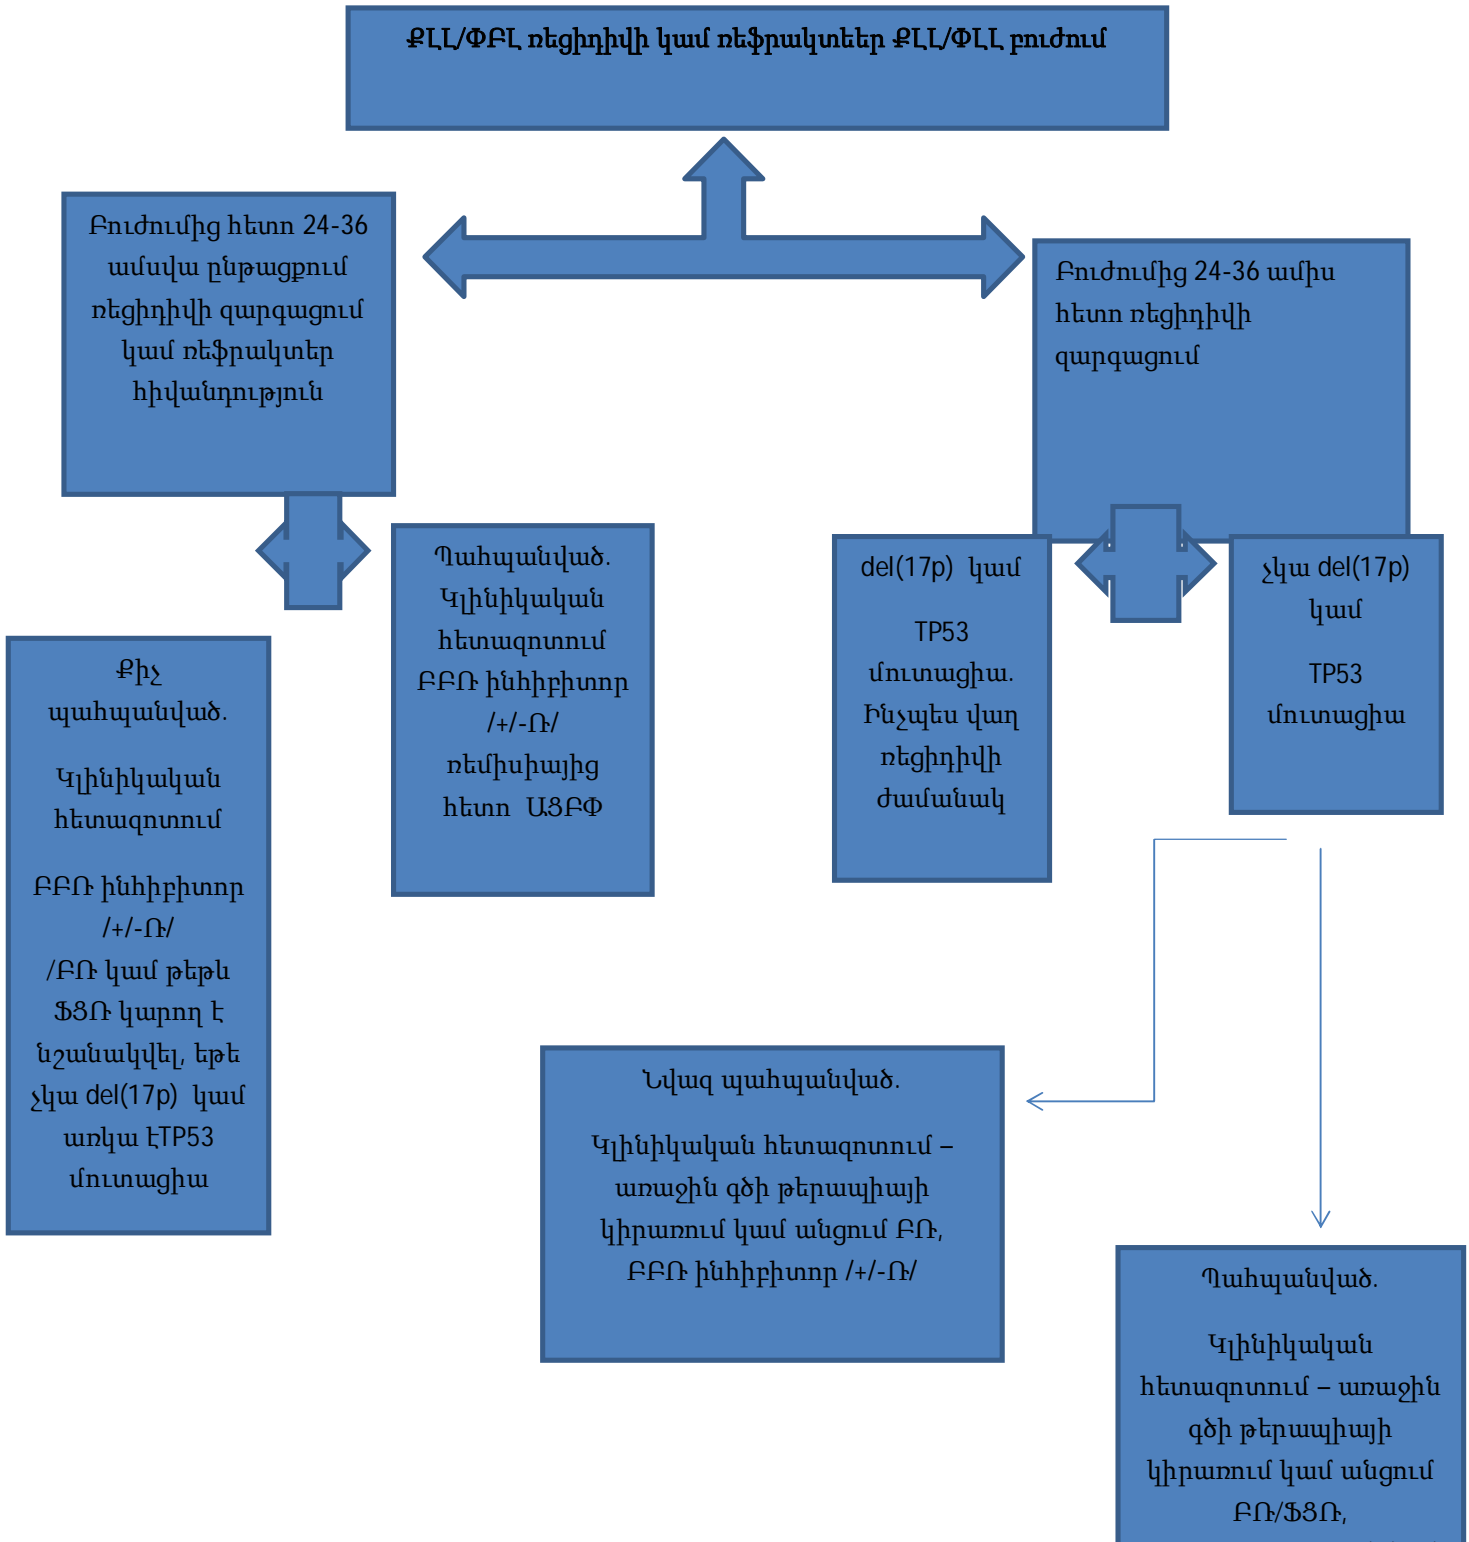 ՔԼԼ/ՓԲԼ ռեցիդիվի կամ ռեֆրակտեեր ՔԼԼ/ՓԼԼ բուժում
Բուժումից հետո 24-36
ամսվա ընթացքում
ռեցիդիվի զարգացում
կամ ռեֆրակտեր
հիվանդություն
Բուժումից 24-36 ամիս
հետո ռեցիդիվի
զարգացում
Քիչ
պահպանված.
Կլինիկական
հետազոտում
ԲԲՌ ինհիբիտոր
/+/-Ռ/
/ԲՌ կամ թեթև
ՖՑՌ կարող է
նշանակվել, եթե
չկա del(17p) կամ
առկա էTP53
մուտացիա
Պահպանված.
Կլինիկական
հետազոտում
ԲԲՌ ինհիբիտոր
/+/-Ռ/
ռեմիսիայից
հետո ԱՑԲՓ
del(17p) կամ
TP53
մուտացիա.
Ինչպես վաղ
ռեցիդիվի
ժամանակ
չկա del(17p)
կամ
TP53
մուտացիա
Նվազ պահպանված.
Կլինիկական հետազոտում –
առաջին գծի թերապիայի
կիրառում կամ անցում ԲՌ,
ԲԲՌ ինհիբիտոր /+/-Ռ/
Պահպանված.
Կլինիկական
հետազոտում – առաջին
գծի թերապիայի
կիրառում կամ անցում
ԲՌ/ՖՑՌ,